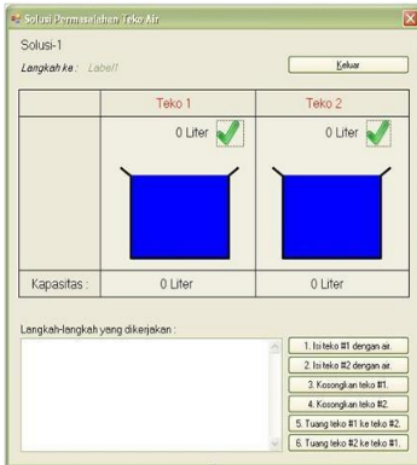 Solusi Permasalahan Teko Air
Solusi-1
Langkah ke : Label1
Keluar
Teko 1 Teko 2
0 Liter 0 Liter
Kapasitas : 0 Liter 0 Liter
Langkah-langkah yang dikerjakan :
1. Isi teko #1 dengan air.
2. Isi teko #2 dengan air.
3. Kosongkan teko #1.
4. Kosongkan teko #2.
5. Tuang teko #1 ke teko #2.
6. Tuang teko #2 ke teko #1.